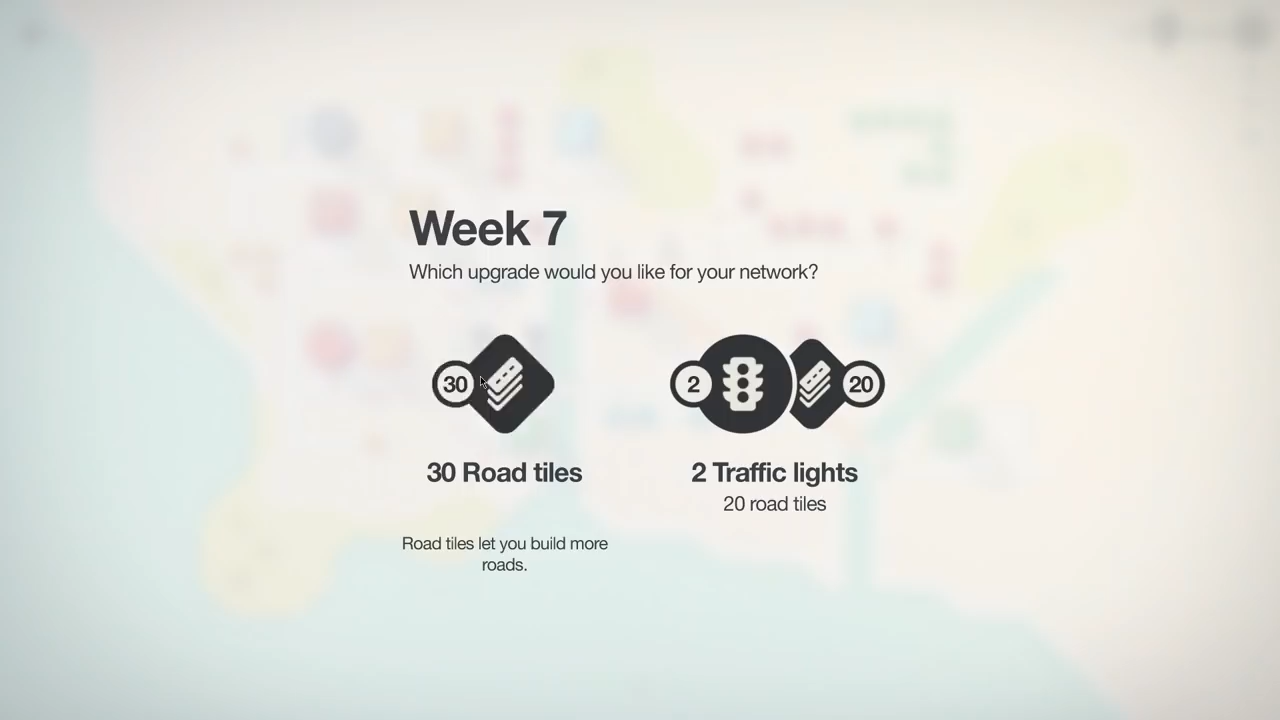 Week 7
Which upgrade would you like for your network?
30
2
20
30 Road tiles
2 Traffic lights
20 road tiles
Road tiles let you build more
roads.